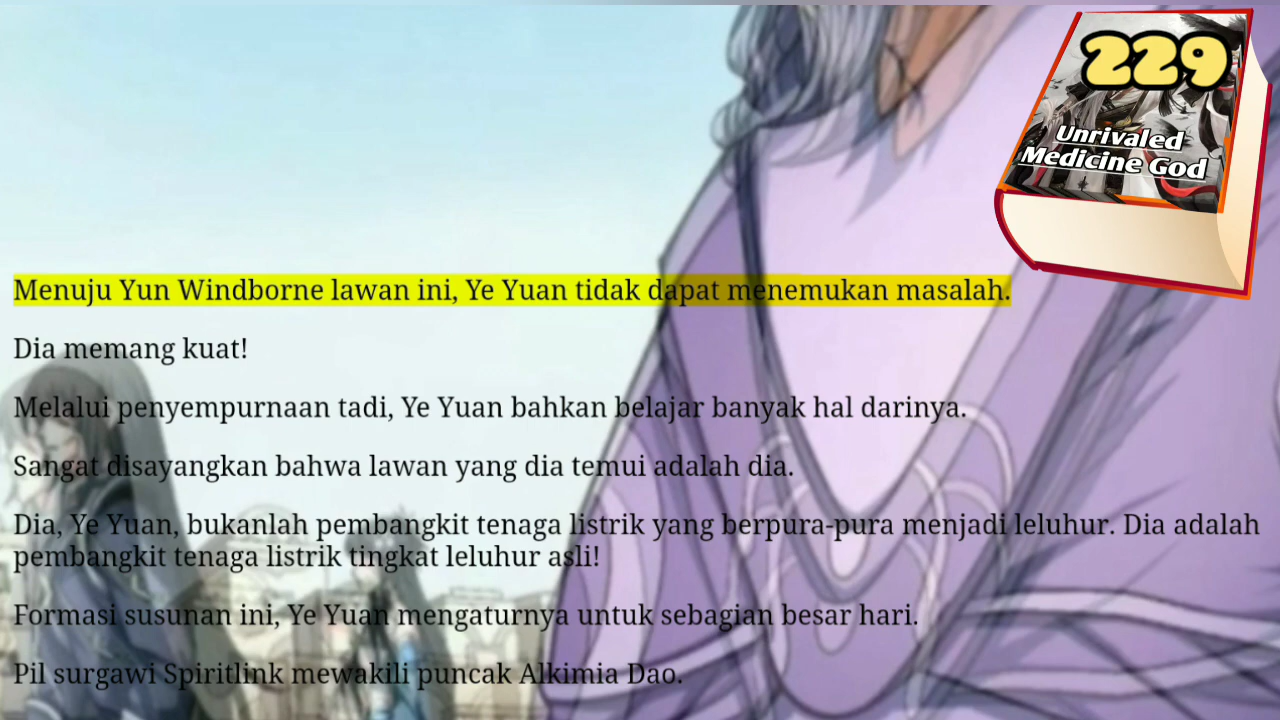 229
Unrivaled
Medicine God
Menuju Yun Windborne lawan ini, Ye Yuan tidak dapat menemukan masalah.
Dia memang kuat!
Melalui penyempurnaan tadi, Ye Yuan bahkan belajar banyak hal darinya.
Sangat disayangkan bahwa lawan yang dia temui adalah dia.
Dia, Ye Yuan, bukanlah pembangkit tenaga listrik yang berpura-pura menjadi leluhur. Dia adalah
pembangkit tenaga listrik tingkat leluhur asli!
Formasi susunan ini, Ye Yuan mengaturnya untuk sebagian besar hari.
Pil surgawi Spiritlink mewakili puncak Alkimia Dao.